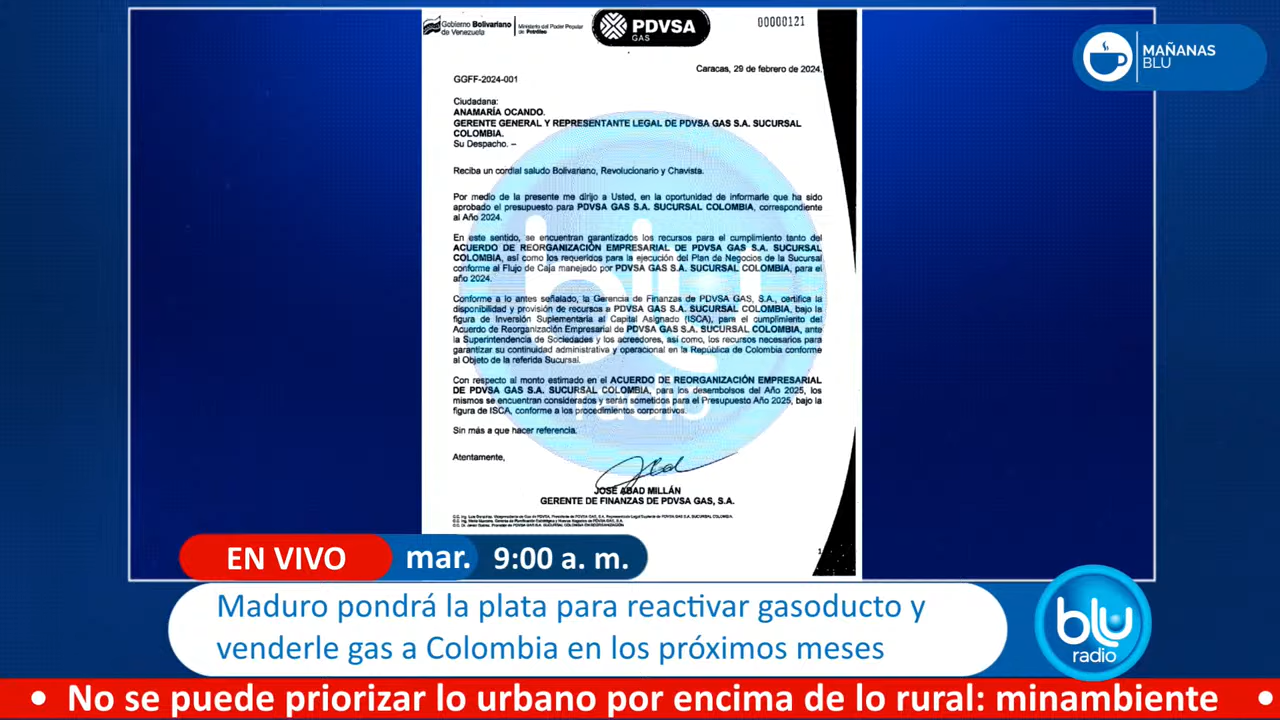 Gobierno Bolivariano
de Venezuela
Ministerio del Poder Popular
de Petróleo
PDVSA
GAS
00000121
MAÑANAS
BLU
Caracas, 29 de febrero de 2024.
GGFF-2024-001
Ciudadana:
ANAMARÍA OCANDO.
GERENTE GENERAL Y REPRESENTANTE LEGAL DE PDVSA GAS S.A. SUCURSAL
COLOMBIA.
Su Despacho. –
Reciba un cordial saludo Bolivariano, Revolucionario y Chavista.
Por medio de la presente me dirijo a Usted, en la oportunidad de informarle que ha sido
aprobado el presupuesto para PDVSA GAS S.A. SUCURSAL COLOMBIA, correspondiente
al Año 2024.
En este sentido, se encuentran garantizados los recursos para el cumplimiento tanto del
ACUERDO DE REORGANIZACIÓN EMPRESARIAL DE PDVSA GAS S.A. SUCURSAL
COLOMBIA, así como los requeridos para la ejecución del Plan de Negocios de la Sucursal
conforme al Flujo de Caja manejado por PDVSA GAS S.A. SUCURSAL COLOMBIA, para el
año 2024.
Conforme a lo antes señalado, la Gerencia de Finanzas de PDVSA GAS, S.A., certifica la
disponibilidad y provisión de recursos a PDVSA GAS S.A. SUCURSAL COLOMBIA, bajo la
figura de Inversión Suplementaria al Capital Asignado (ISCA), para el cumplimiento del
Acuerdo de Reorganización Empresarial de PDVSA GAS S.A. SUCURSAL COLOMBIA, ante
la Superintendencia de Sociedades y los acreedores, así como, los recursos necesarios para
garantizar su continuidad administrativa y operacional en la República de Colombia conforme
al Objeto de la referida Sucursal.
Con respecto al monto estimado en el ACUERDO DE REORGANIZACIÓN EMPRESARIAL
DE PDVSA GAS S.A. SUCURSAL COLOMBIA, para los desembolsos del Año 2025, los
mismos se encuentran considerados y serán sometidos para el Presupuesto Año 2025, bajo la
figura de ISCA, conforme a los procedimientos corporativos.
Sin más a que hacer referencia.
Atentamente,
JOSÉ ABAD MILLÁN
GERENTE DE FINANZAS DE PDVSA GAS, S.A.
blu
radio
1
EN VIVO mar. 9:00 a. m.
Maduro pondrá la plata para reactivar gasoducto y
venderle gas a Colombia en los próximos meses
blu
radio
• No se puede priorizar lo urbano por encima de lo rural: minambiente •